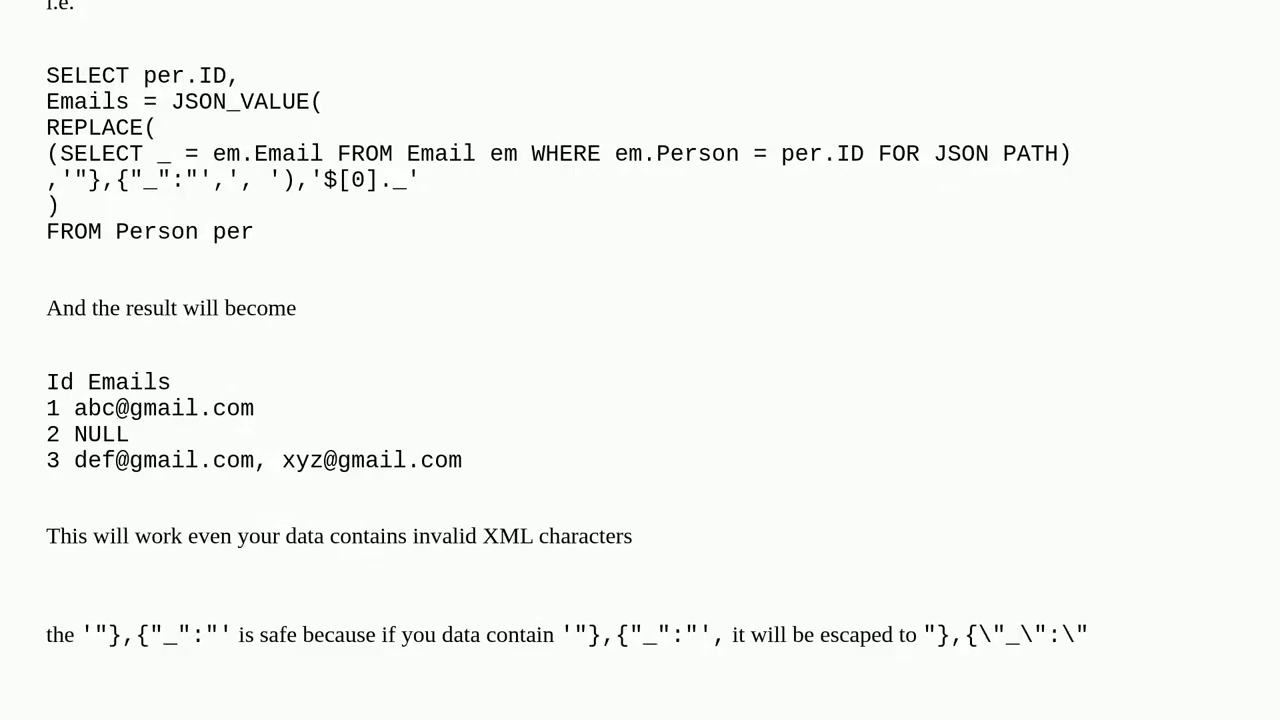 i.e.
SELECT per.ID,
Emails = JSON_VALUE(
REPLACE(
(SELECT _ = em.Email FROM Email em WHERE em.Person = per.ID FOR JSON PATH)
,'"},{"_":"',', '),'$[0]._'
)
FROM Person per
And the result will become
Id Emails
1 abc@gmail.com
2 NULL
3 def@gmail.com, xyz@gmail.com
This will work even your data contains invalid XML characters
the '"},{"_":"' is safe because if you data contain '"},{"_":"', it will be escaped to "},{\"_\":\"